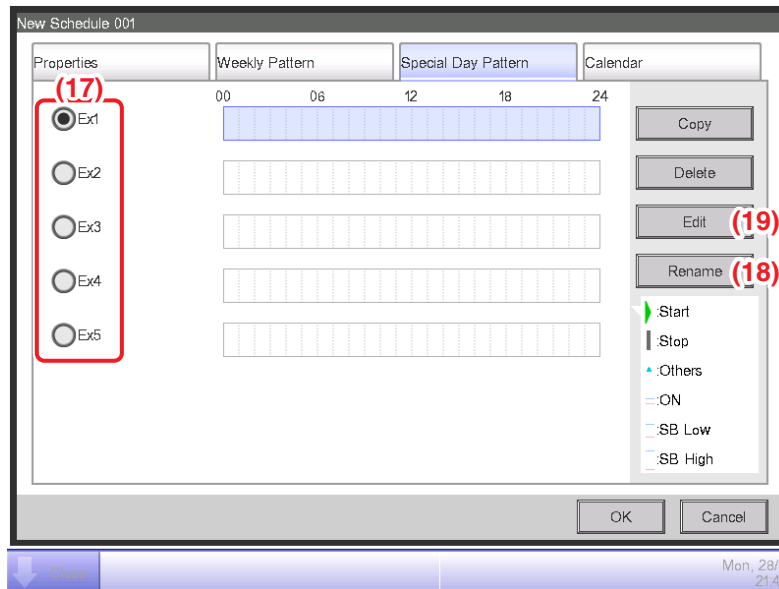 New Schedule 001
Properties
Weekly Pattern
Special Day Pattern
Calendar
(17)
00 06 12 18 24
Ex1
Ex2
Ex3
Ex4
Ex5
Copy
Delete
Edit
(19)
Rename
(18)
:Start
:Stop
:Others
:ON
:SB Low
:SB High
OK
Cancel
Mon, 28/
21:4